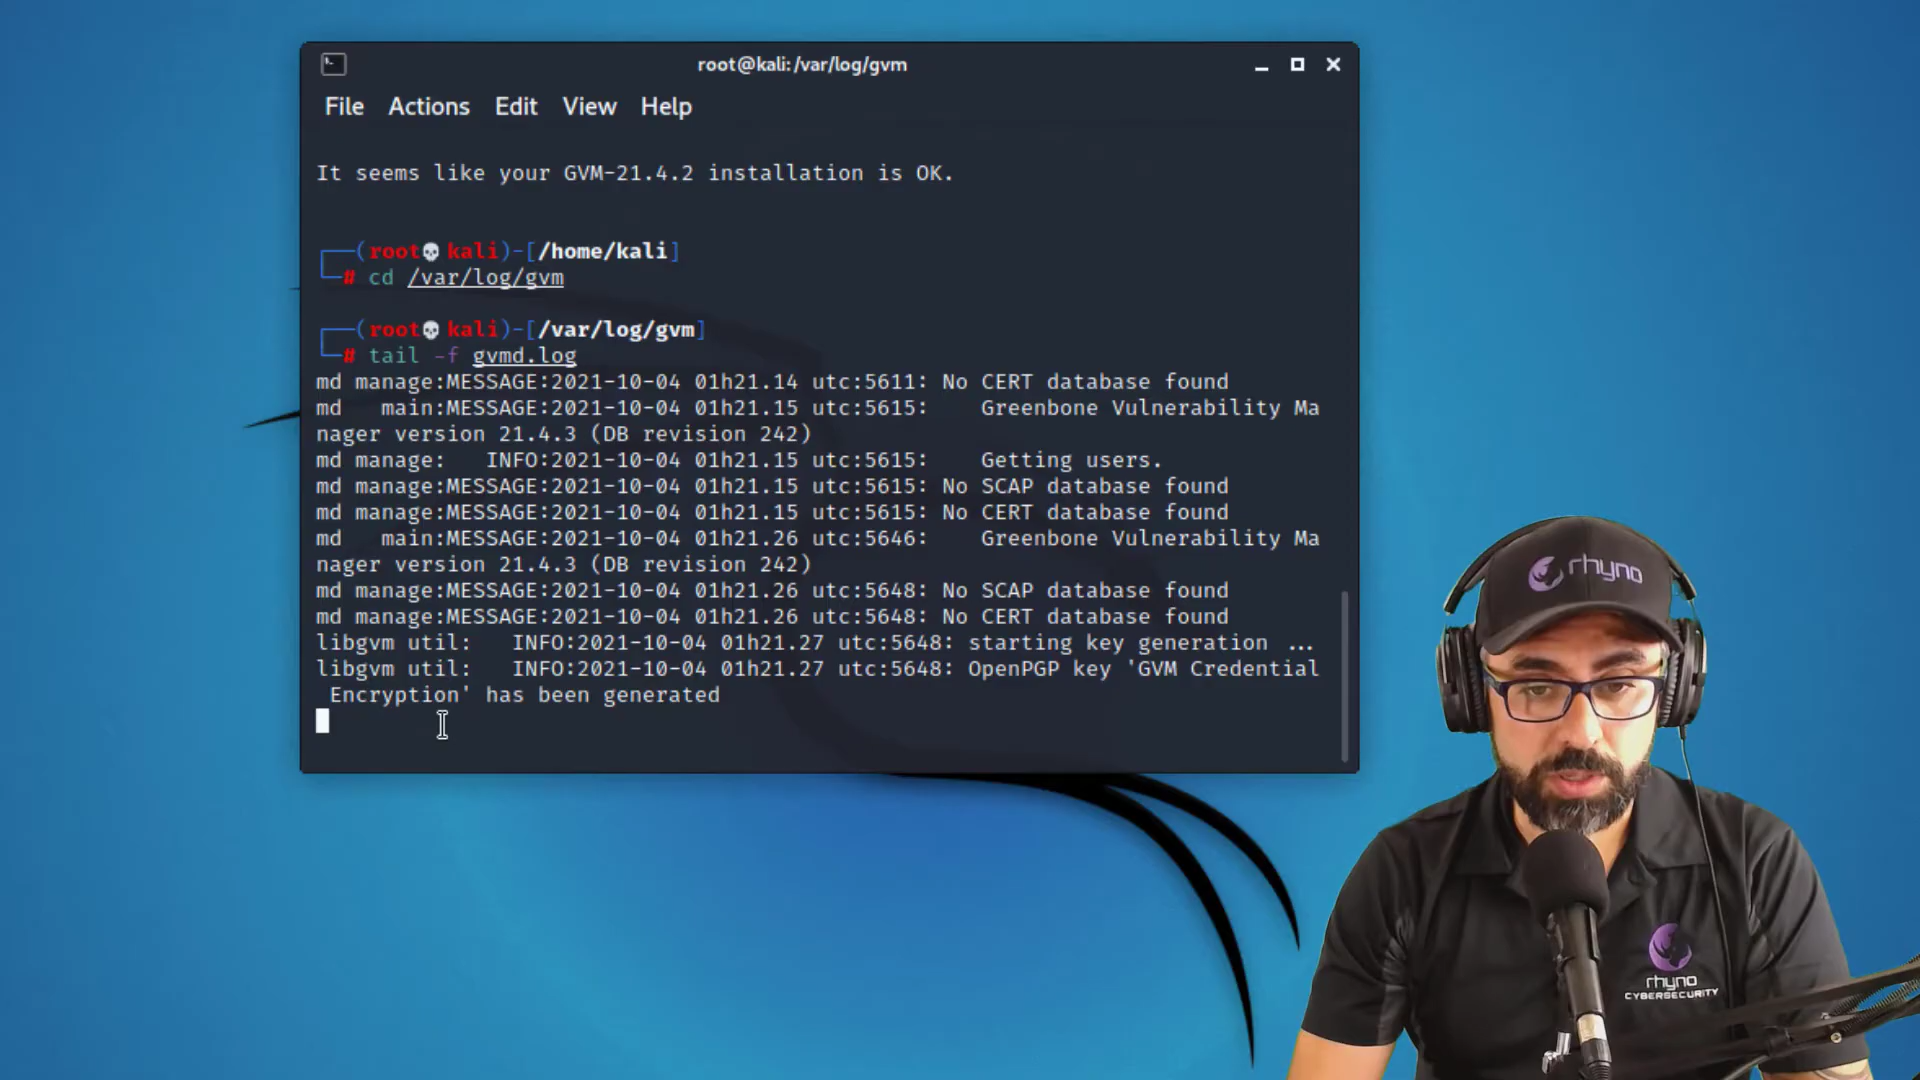 root@kali:/var/log/gvm
File Actions Edit View Help
It seems like your GVM-21.4.2 installation is OK.
┌──(root💀kali)-[/home/kali]
└─# cd /var/log/gvm
┌──(root💀kali)-[/var/log/gvm]
└─# tail -f gvmd.log
md manage:MESSAGE:2021-10-04 01h21.14 utc:5611: No CERT database found
md   main:MESSAGE:2021-10-04 01h21.15 utc:5615:    Greenbone Vulnerability Ma
nager version 21.4.3 (DB revision 242)
md manage:   INFO:2021-10-04 01h21.15 utc:5615:    Getting users.
md manage:MESSAGE:2021-10-04 01h21.15 utc:5615: No SCAP database found
md manage:MESSAGE:2021-10-04 01h21.15 utc:5615: No CERT database found
md   main:MESSAGE:2021-10-04 01h21.26 utc:5646:    Greenbone Vulnerability Ma
nager version 21.4.3 (DB revision 242)
md manage:MESSAGE:2021-10-04 01h21.26 utc:5648: No SCAP database found
md manage:MESSAGE:2021-10-04 01h21.26 utc:5648: No CERT database found
libgvm util:   INFO:2021-10-04 01h21.27 utc:5648: starting key generation ...
libgvm util:   INFO:2021-10-04 01h21.27 utc:5648: OpenPGP key 'GVM Credential
 Encryption' has been generated
rhyno
rhyno
CYBERSECURITY